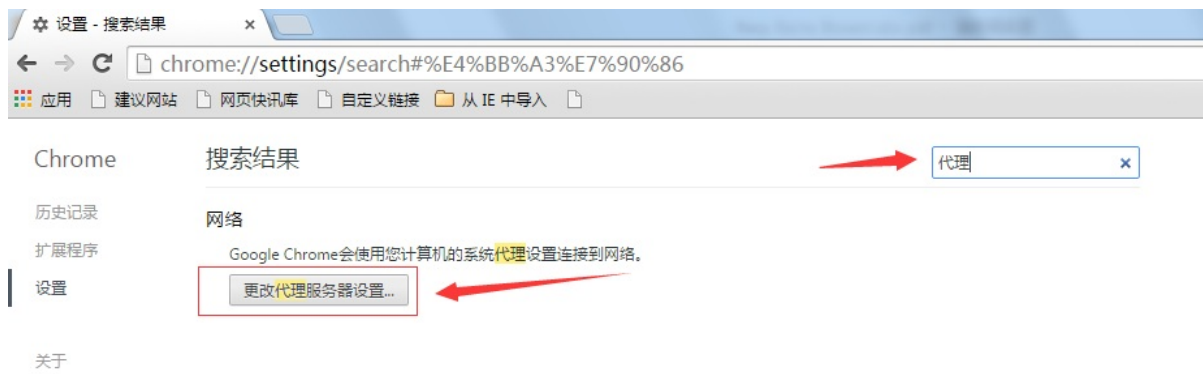 设置 - 搜索结果
chrome://settings/search#%E4%BB%A3%E7%90%86
应用 建议网站 网页快讯库 自定义链接 从 IE 中导入
Chrome 搜索结果 代理
历史记录 网络
扩展程序 Google Chrome会使用您计算机的系统代理设置连接到网络。
设置 更改代理服务器设置...
关于